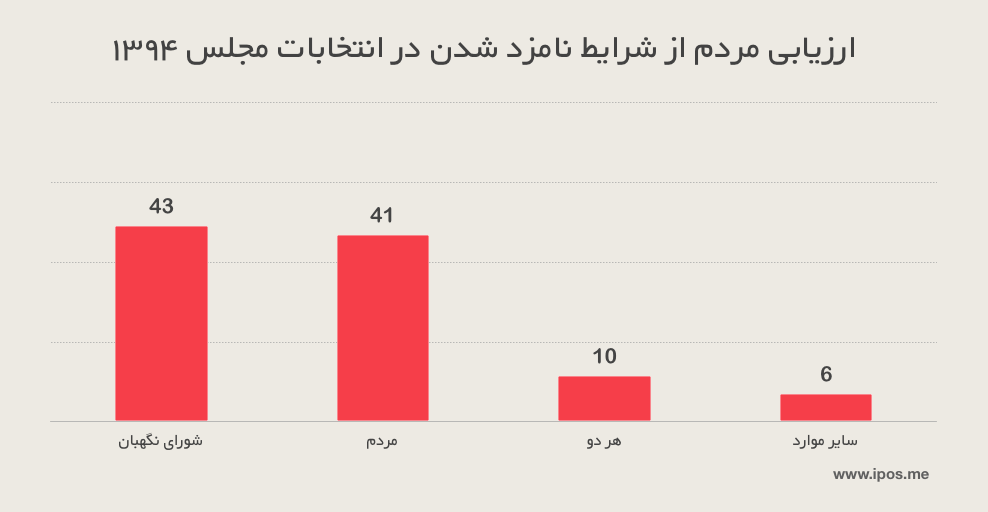 ارزیابی مردم از شرایط نامزد شدن در انتخابات مجلس ۱۳۹۴
43
41
10
6
شورای نگهبان
مردم
هر دو
سایر موارد
www.ipos.me